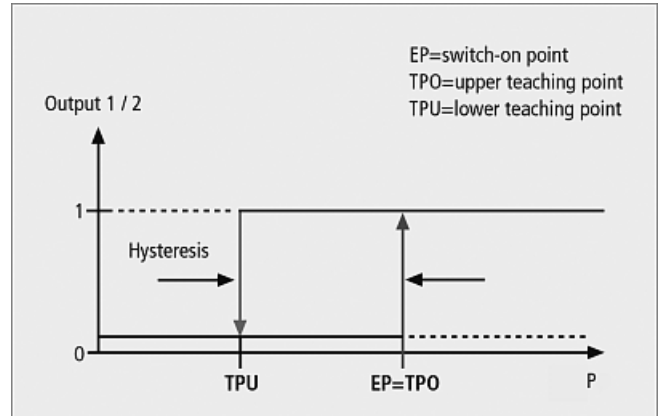 EP=switch-on point
TPO=upper teaching point
TPU=lower teaching point
Output 1 / 2
1
Hysteresis
0
TPU
EP=TPO
P